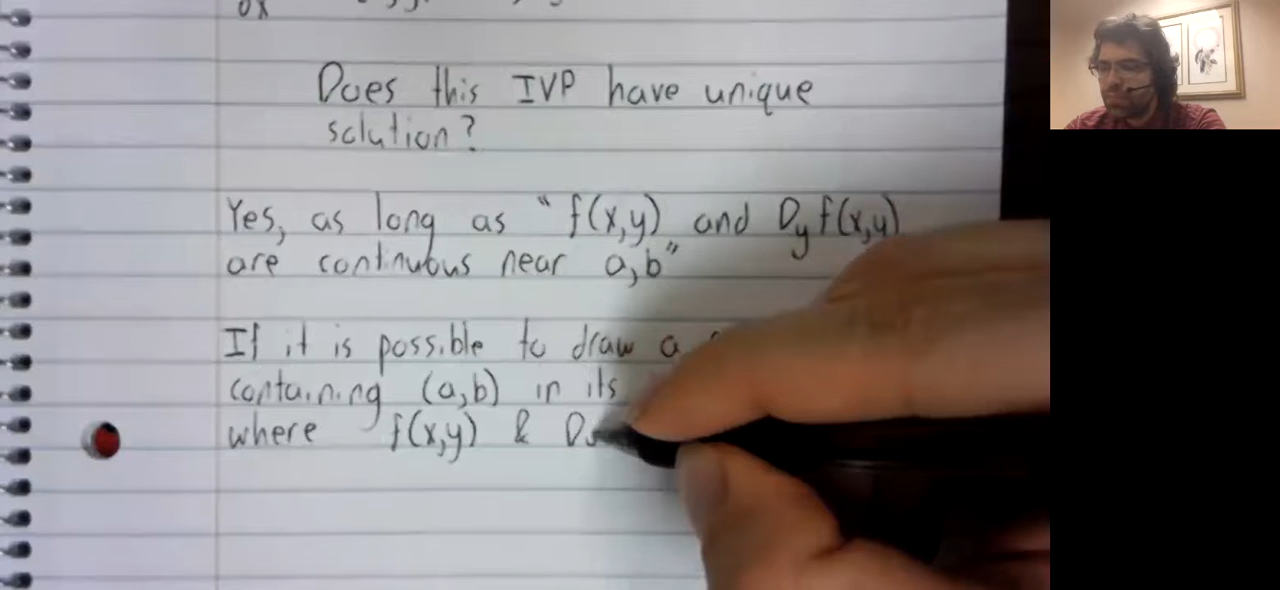 Does this IVP have unique
solution?
Yes, as long as "f(x,y) and Dyf(x,y)
are continuous near a,b"
If it is possible to draw a
containing (a,b) in its
where f(x,y) &